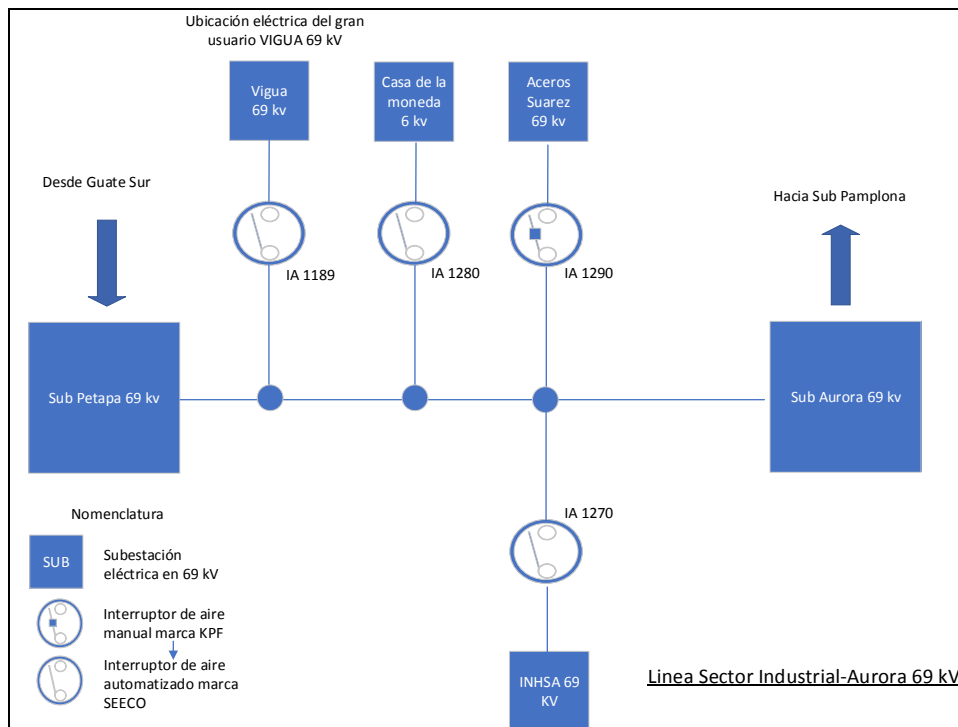 Ubicación eléctrica del gran
usuario VIGUA 69 kV
Vigua
69 kv
Casa de la
moneda
6 kv
Aceros
Suarez
69 kv
Desde Guate Sur
Hacia Sub Pamplona
IA 1189
IA 1280
IA 1290
Sub Petapa 69 kv
Sub Aurora 69 kv
IA 1270
Nomenclatura
SUB
Subestación
eléctrica en 69 kV
Interruptor de aire
manual marca KPF
Interruptor de aire
automatizado marca
SEECO
INHSA 69
KV
Linea Sector Industrial-Aurora 69 kV